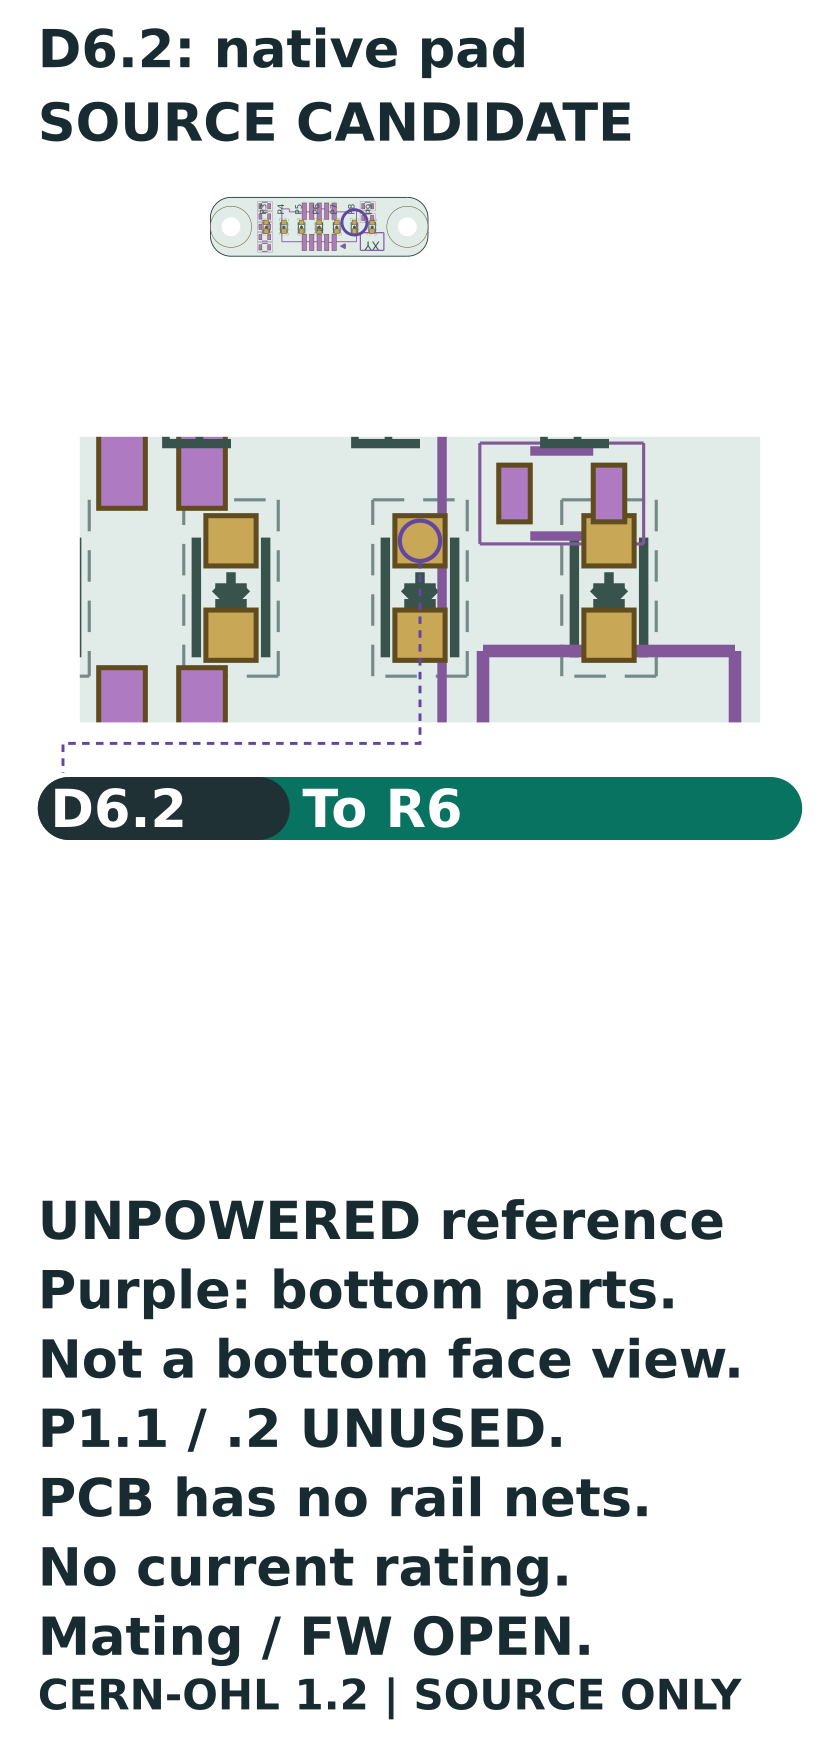 D6.2: native pad
SOURCE CANDIDATE
P4
XY
D6.2 To R6
UNPOWERED reference
Purple: bottom parts.
Not a bottom face view.
P1.1 / .2 UNUSED.
PCB has no rail nets.
No current rating.
Mating / FW OPEN.
CERN-OHL 1.2 | SOURCE ONLY